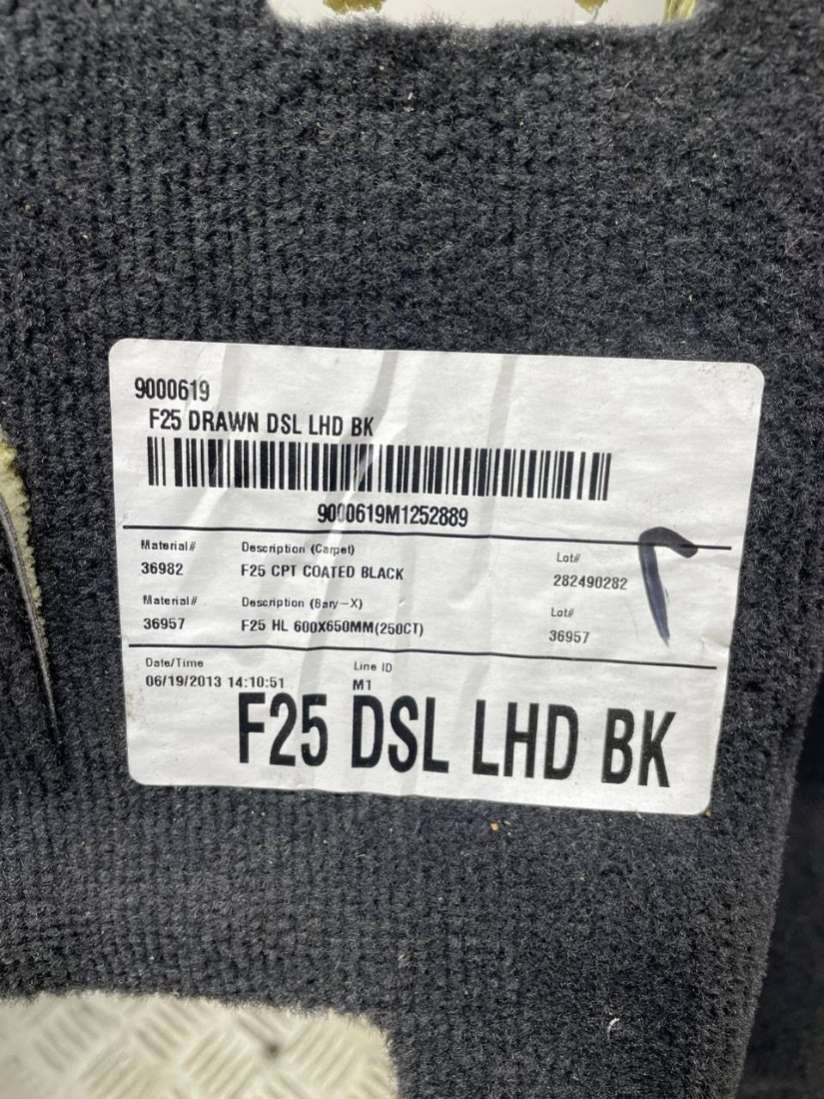 9000619
F25 DRAWN DSL LHD BK
9000619M1252889
Material# Description (Carpet) Lot#
36982 F25 CPT COATED BLACK 282490282
Material# Description (Bary-X) Lot#
36957 F25 HL 600X650MM(250CT) 36957
Date/Time Line ID
06/19/2013 14:10:51 M1
F25 DSL LHD BK